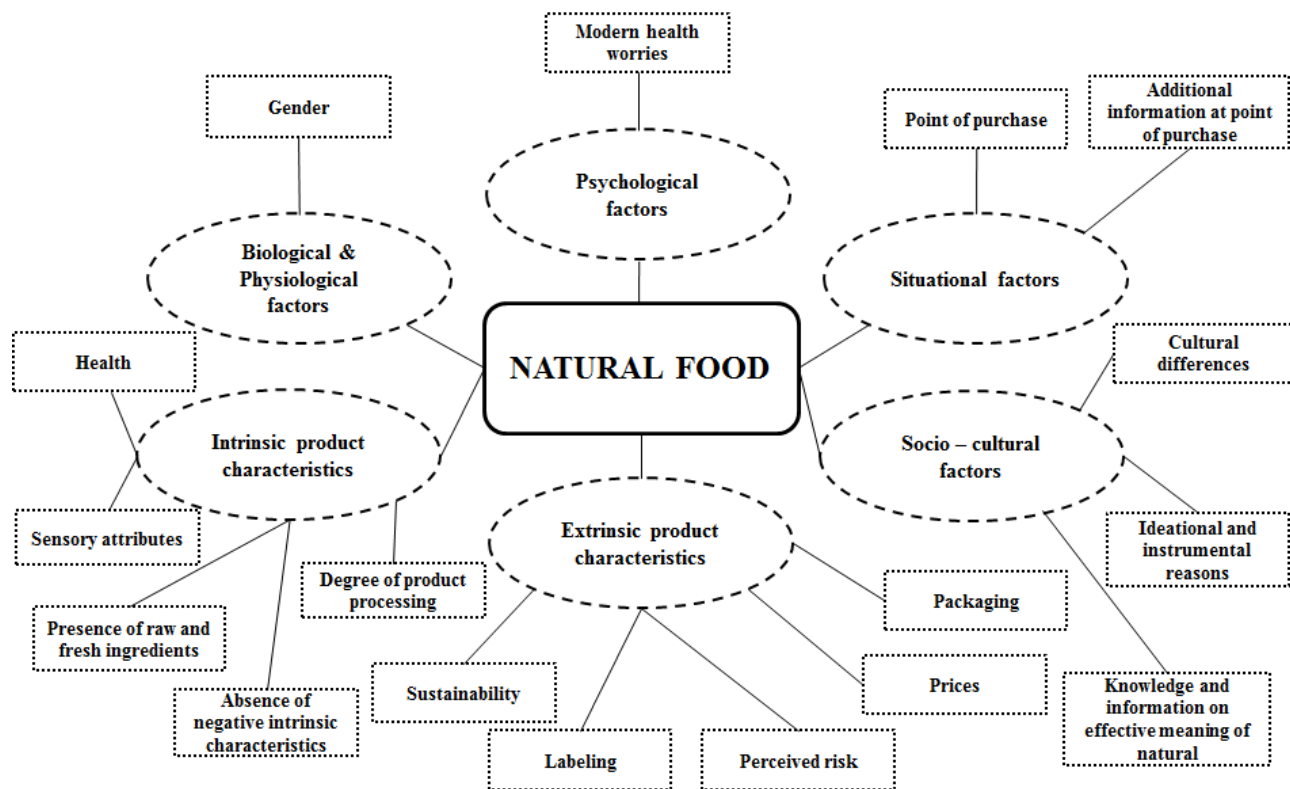 Modern health
worries
Gender
Point of purchase
Additional
information at point
of purchase
Psychological
factors
Biological &
Physiological
factors
Situational factors
NATURAL FOOD
Health
Cultural
differences
Intrinsic product
characteristics
Socio – cultural
factors
Sensory attributes
Extrinsic product
characteristics
Ideational and
instrumental
reasons
Degree of product
processing
Packaging
Presence of raw and
fresh ingredients
Sustainability
Prices
Absence of
negative intrinsic
characteristics
Knowledge and
information on
effective meaning of
natural
Labeling
Perceived risk